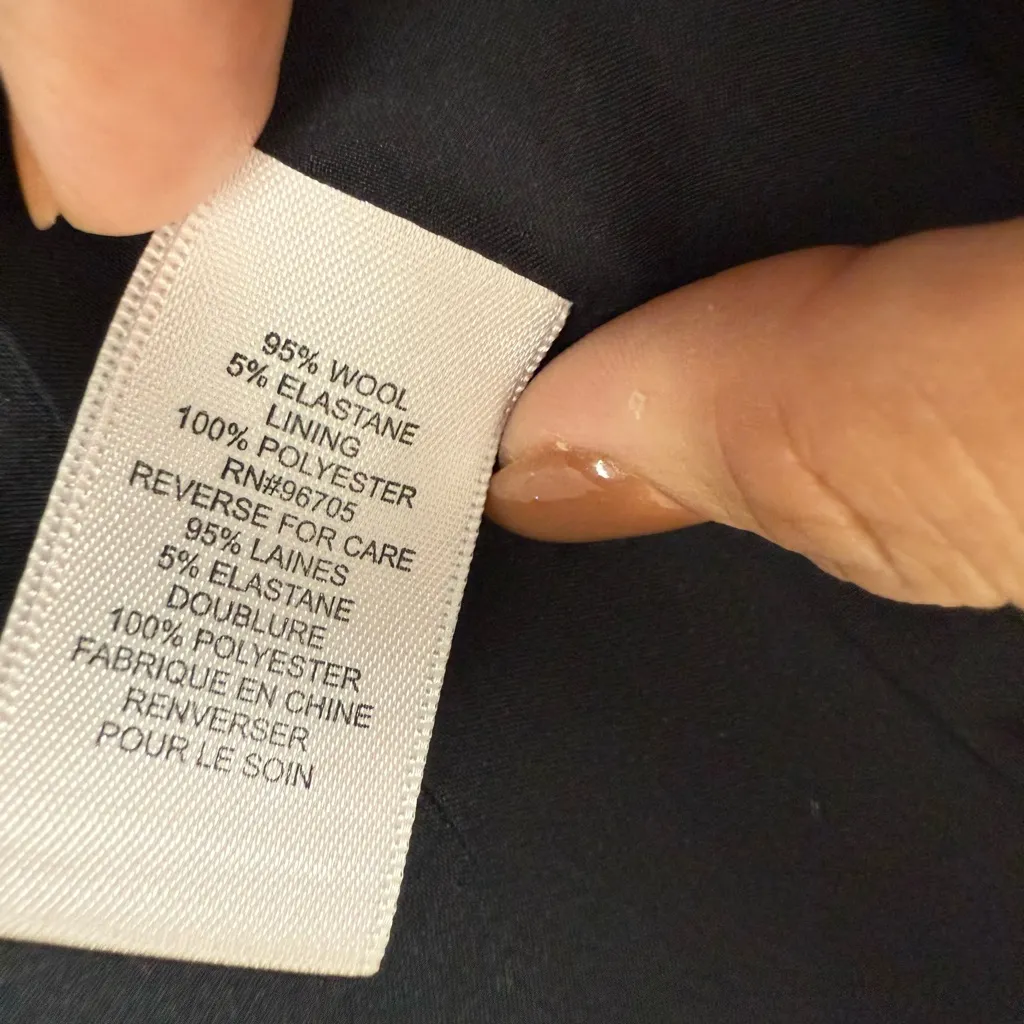 95% WOOL
5% ELASTANE
LINING
100% POLYESTER
RN#96705
REVERSE FOR CARE
95% LAINES
5% ELASTANE
DOUBLURE
100% POLYESTER
FABRIQUE EN CHINE
RENVERSER
POUR LE SOIN